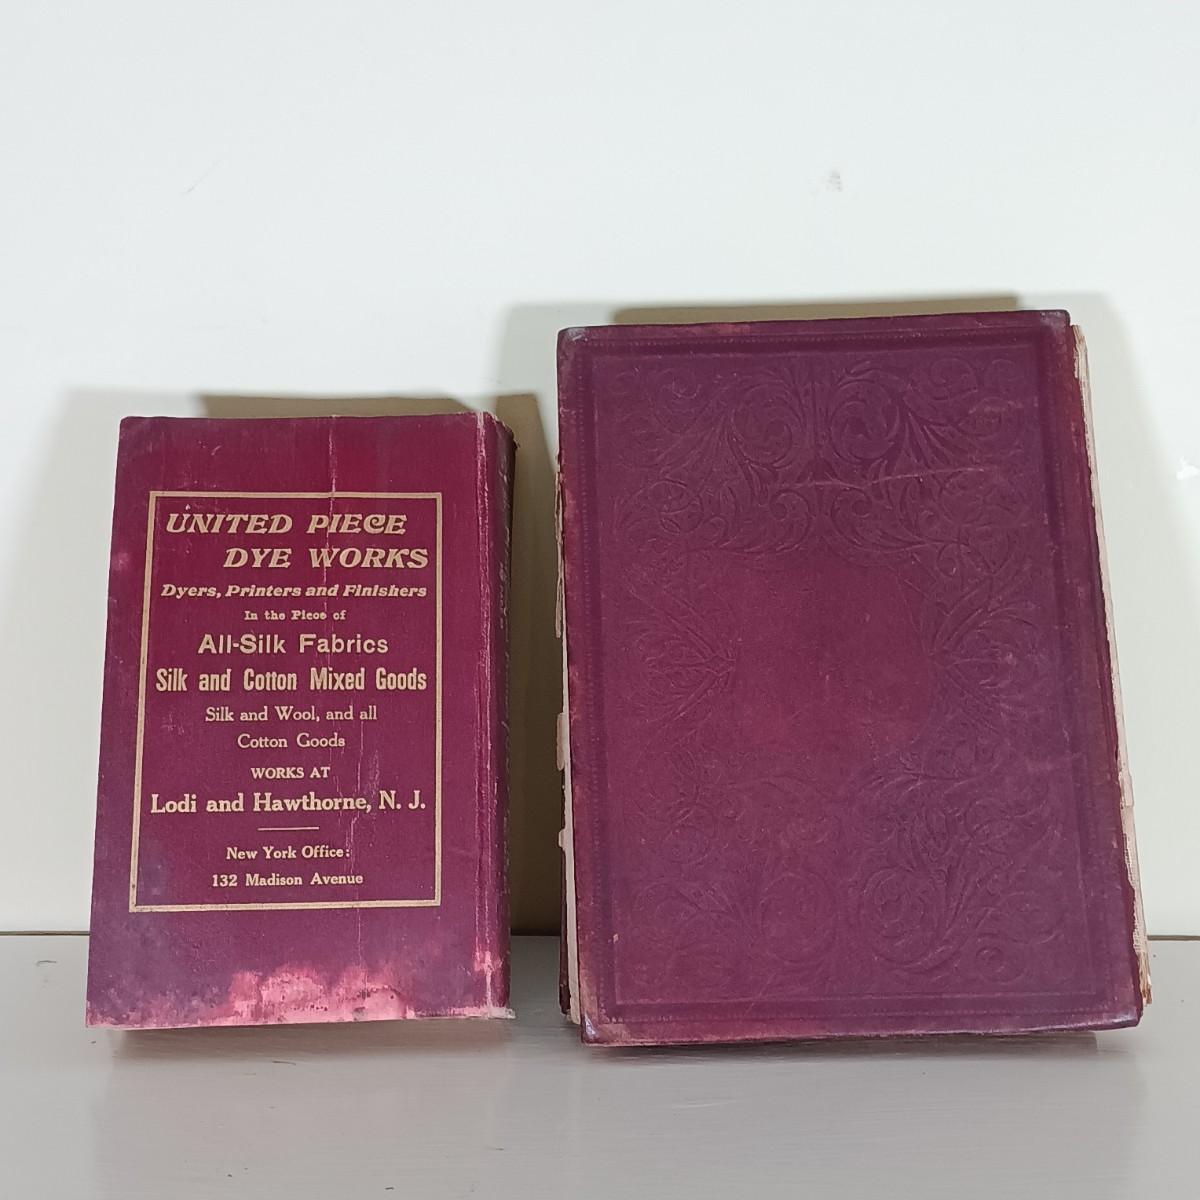 UNITED PIECE
DYE WORKS
Dyers, Printers and Finishers
In the Piece of
All-Silk Fabrics
Silk and Cotton Mixed Goods
Silk and Wool, and all
Cotton Goods
WORKS AT
Lodi and Hawthorne, N. J.
New York Office:
132 Madison Avenue